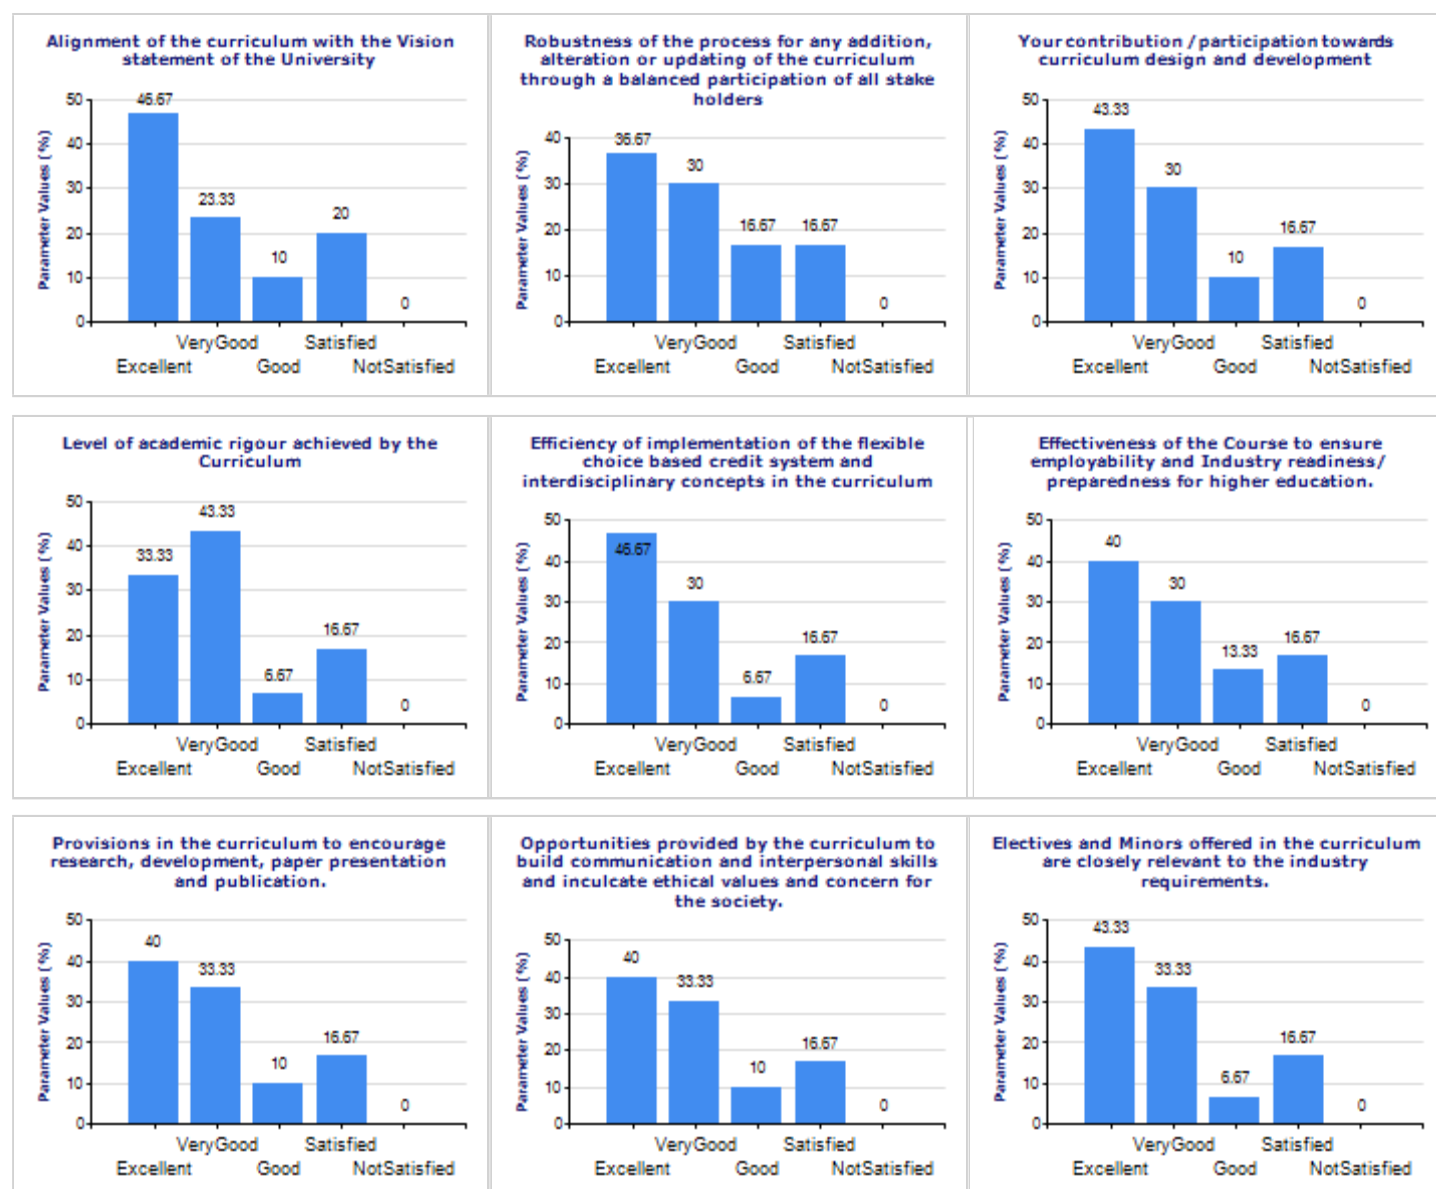 Alignment of the curriculum with the Vision
statement of the University
Parameter Values (%)
50
40
30
20
10
0
46.67
23.33
10
20
0
VeryGood Satisfied
Excellent Good NotSatisfied
Robustness of the process for any addition,
alteration or updating of the curriculum
through a balanced participation of all stake
holders
Parameter Values (%)
40
30
20
10
0
36.67
30
16.67
16.67
0
VeryGood Satisfied
Excellent Good NotSatisfied
Your contribution /participation towards
curriculum design and development
Parameter Values (%)
50
40
30
20
10
0
43.33
30
10
16.67
0
VeryGood Satisfied
Excellent Good NotSatisfied
Level of academic rigour achieved by the
Curriculum
Parameter Values (%)
50
40
30
20
10
0
33.33
43.33
6.67
16.67
0
VeryGood Satisfied
Excellent Good NotSatisfied
Efficiency of implementation of the flexible
choice based credit system and
interdisciplinary concepts in the curriculum
Parameter Values (%)
50
40
30
20
10
0
46.67
30
6.67
16.67
0
VeryGood Satisfied
Excellent Good NotSatisfied
Effectiveness of the Course to ensure
employability and Industry readiness/
preparedness for higher education.
Parameter Values (%)
50
40
30
20
10
0
40
30
13.33
16.67
0
VeryGood Satisfied
Excellent Good NotSatisfied
Provisions in the curriculum to encourage
research, development, paper presentation
and publication.
Parameter Values (%)
50
40
30
20
10
0
40
33.33
10
16.67
0
VeryGood Satisfied
Excellent Good NotSatisfied
Opportunities provided by the curriculum to
build communication and interpersonal skills
and inculcate ethical values and concern for
the society.
Parameter Values (%)
50
40
30
20
10
0
40
33.33
10
16.67
0
VeryGood Satisfied
Excellent Good NotSatisfied
Electives and Minors offered in the curriculum
are closely relevant to the industry
requirements.
Parameter Values (%)
50
40
30
20
10
0
43.33
33.33
6.67
16.67
0
VeryGood Satisfied
Excellent Good NotSatisfied